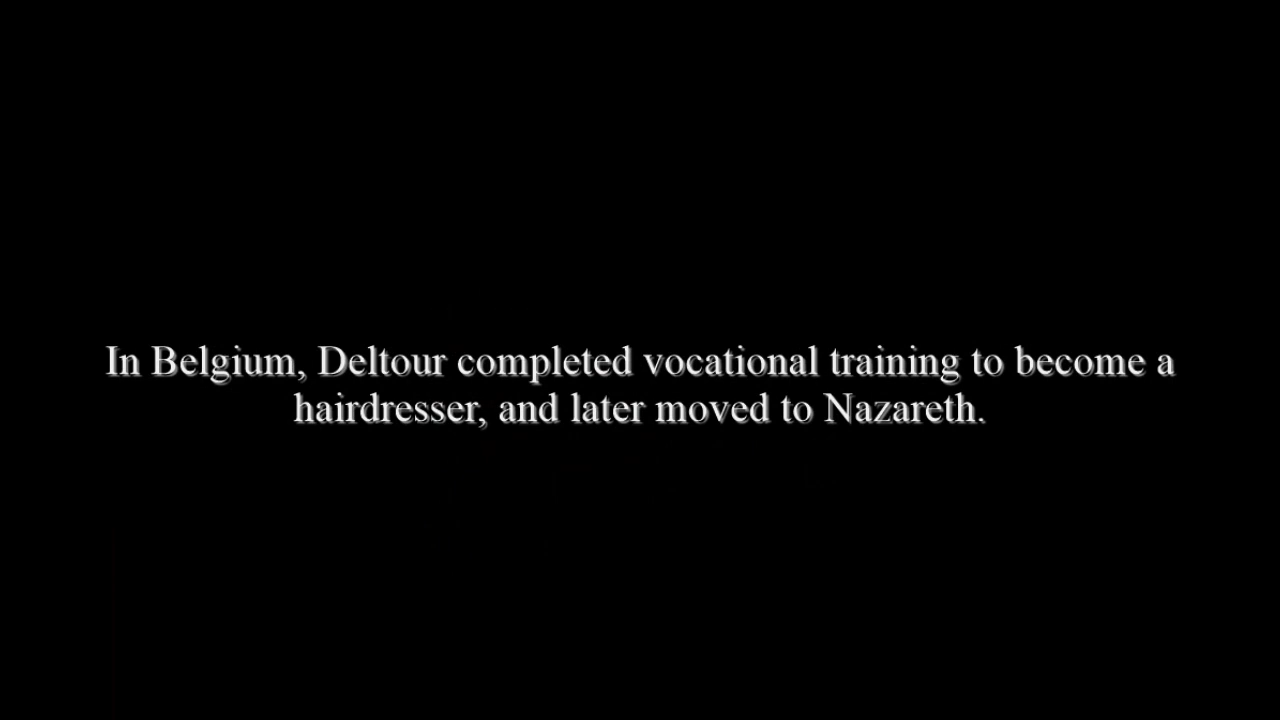 In Belgium, Deltour completed vocational training to become a
hairdresser, and later moved to Nazareth.